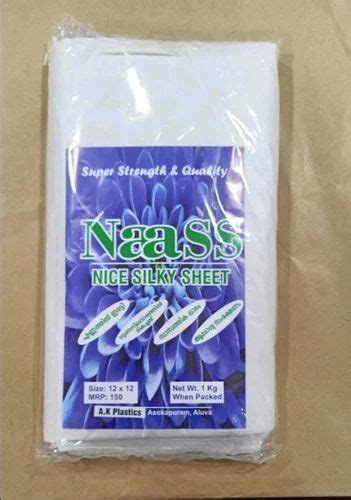 Super Strength & Quality
NaaSS
NICE SILKY SHEET
Size: 12 x 12
MRP: 150
Net Wt. 1 Kg
When Packed
A.K Plastics
Asokapuram, Aluva